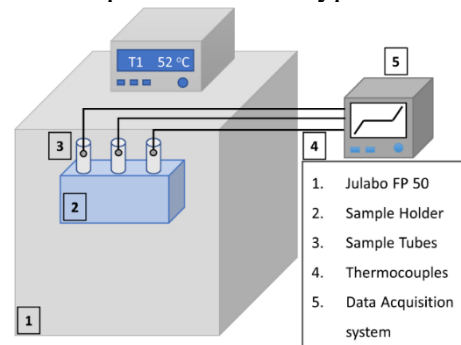 T1 52 °C
5
3
4
2
1
1. Julabo FP 50
2. Sample Holder
3. Sample Tubes
4. Thermocouples
5. Data Acquisition
system